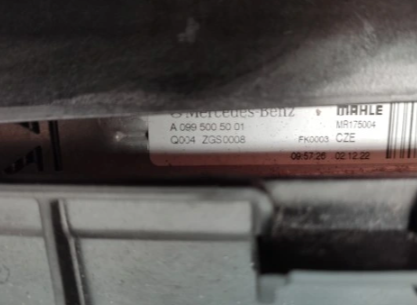 Mercedes-Benz MAHLE
A 099 500 50 01 MR175004
Q004 ZGS0008 FK0003 CZE
09:57:26 02.12.22